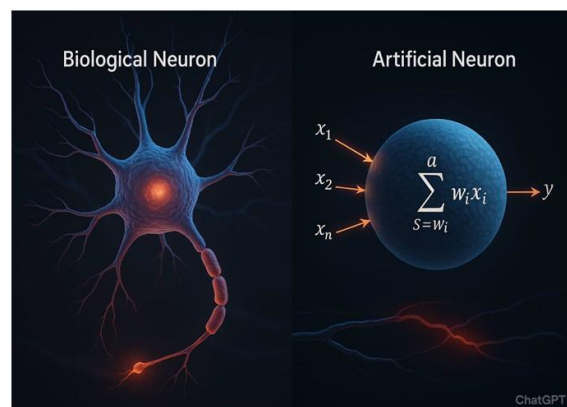 Biological Neuron
Artificial Neuron
x₁
x₂
xₙ
a
∑ wᵢxᵢ
S=wᵢ
y
ChatGPT